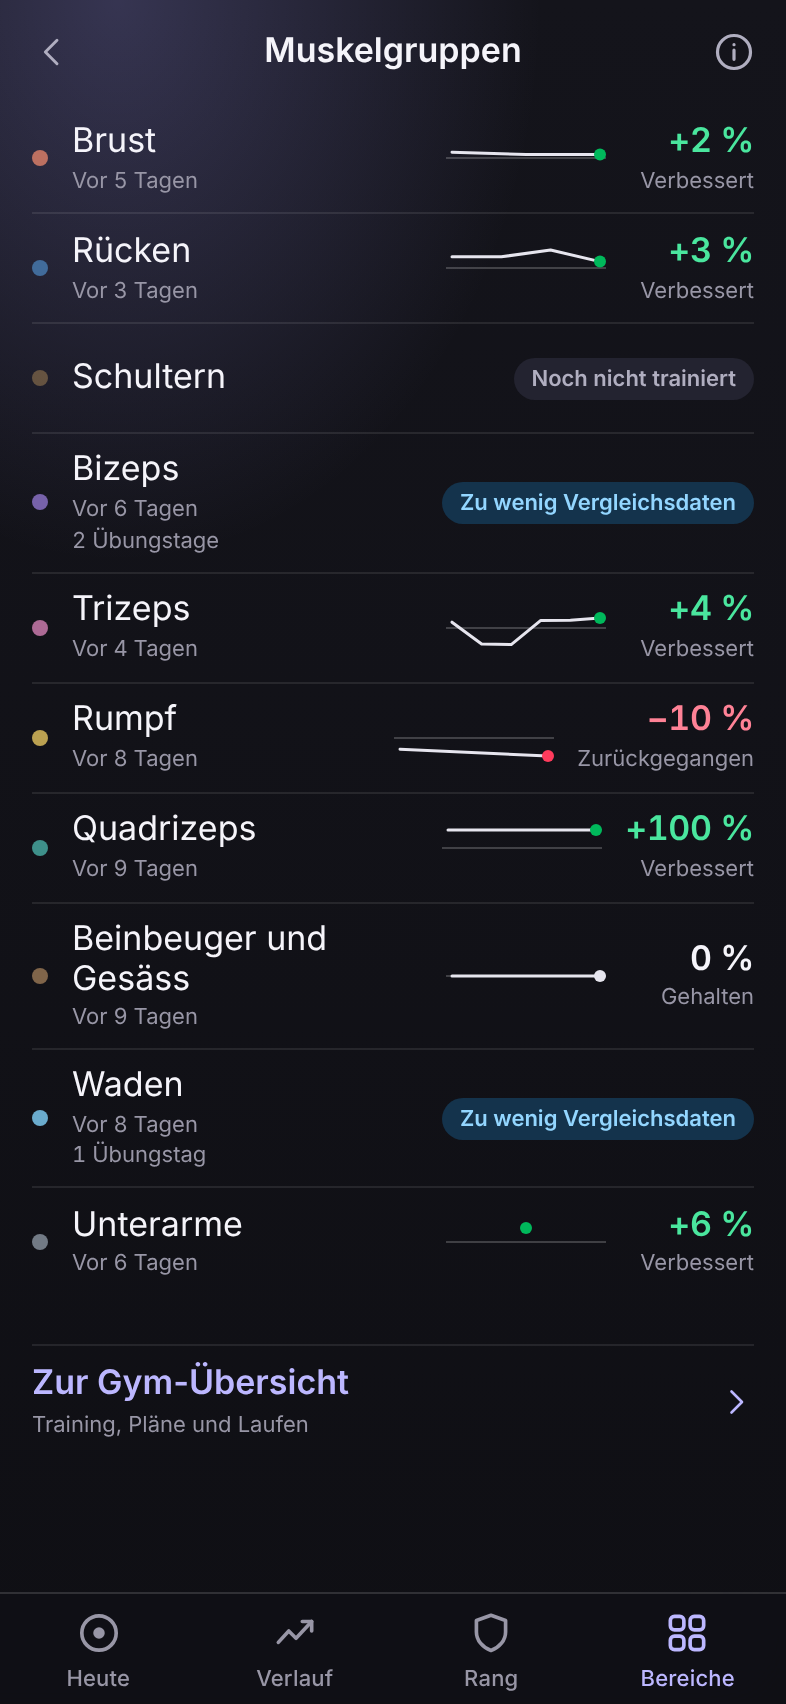 Muskelgruppen
Brust
+2 %
Vor 5 Tagen
Verbessert
Rücken
+3 %
Vor 3 Tagen
Verbessert
Schultern
Noch nicht trainiert
Bizeps
Vor 6 Tagen
Zu wenig Vergleichsdaten
2 Übungstage
Trizeps
+4 %
Vor 4 Tagen
Verbessert
Rumpf
−10 %
Vor 8 Tagen
Zurückgegangen
Quadrizeps
+100 %
Vor 9 Tagen
Verbessert
Beinbeuger und
Gesäss
0 %
Vor 9 Tagen
Gehalten
Waden
Vor 8 Tagen
Zu wenig Vergleichsdaten
1 Übungstag
Unterarme
+6 %
Vor 6 Tagen
Verbessert
Zur Gym-Übersicht
Training, Pläne und Laufen
Heute
Verlauf
Rang
Bereiche